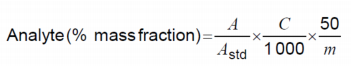 Analyte(% mass fraction)= A/A_std × C/1000 × 50/m